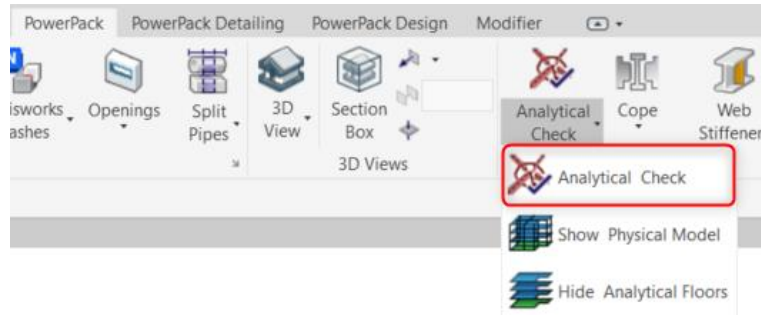 PowerPack PowerPack Detailing PowerPack Design Modifier
isworks Openings Split 3D Section Analytical Cope Web
ashes Pipes View Box Check Stiffener
3D Views
Analytical Check
Show Physical Model
Hide Analytical Floors